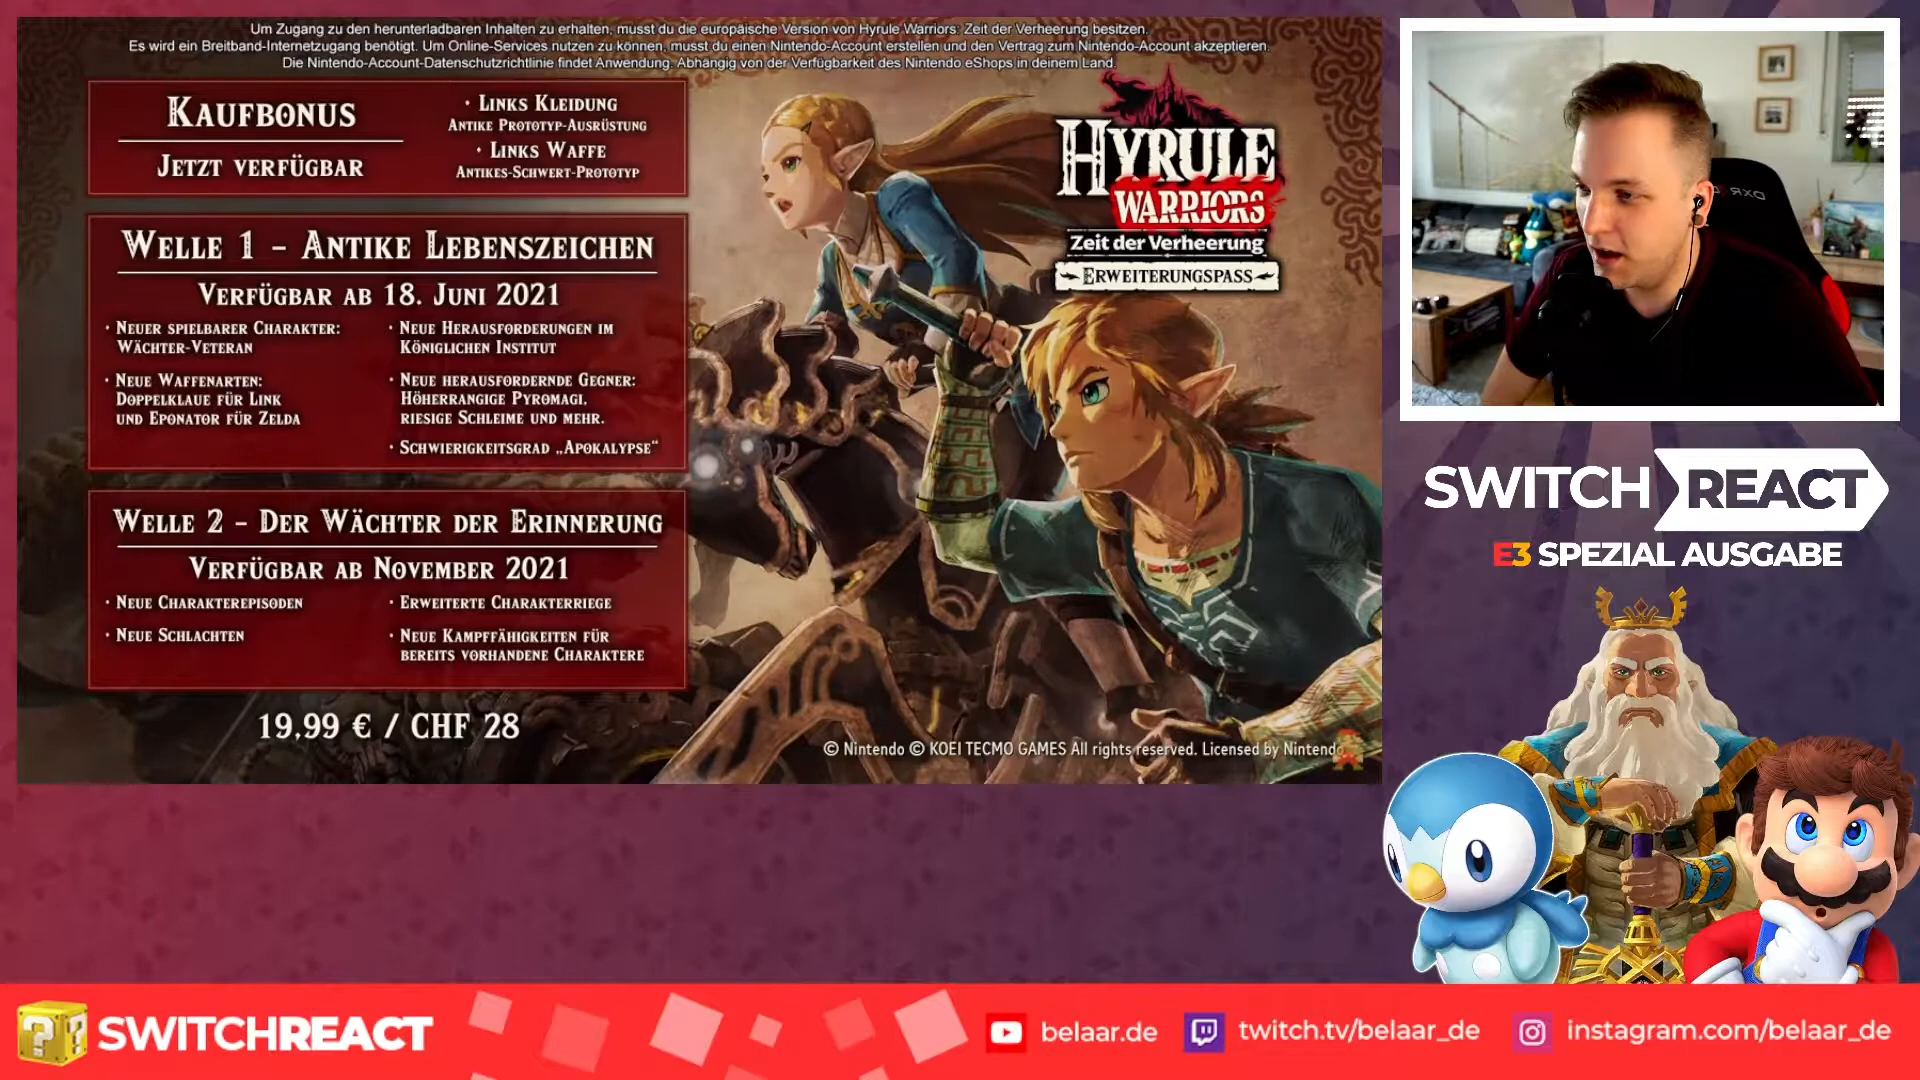 Um Zugang zu den herunterladbaren Inhalten zu erhalten, musst du die europäische Version von Hyrule Warriors: Zeit der Verheerung besitzen.
Es wird ein Breitband-Internetzugang benötigt. Um Online-Services nutzen zu können, musst du einen Nintendo-Account erstellen und den Vertrag zum Nintendo-Account akzeptieren.
Die Nintendo-Account-Datenschutzrichtlinie findet Anwendung. Abhängig von der Verfügbarkeit des Nintendo eShops in deinem Land.
KAUFBONUS
JETZT VERFÜGBAR
• LINKS KLEIDUNG
ANTIKE PROTOTYP-AUSRÜSTUNG
• LINKS WAFFE
ANTIKES-SCHWERT-PROTOTYP
WELLE 1 – ANTIKE LEBENSZEICHEN
VERFÜGBAR AB 18. JUNI 2021
• NEUER SPIELBARER CHARAKTER:
WÄCHTER-VETERAN
• NEUE WAFFENARTEN:
DOPPELKLAUE FÜR LINK
UND EPONATOR FÜR ZELDA
• NEUE HERAUSFORDERUNGEN IM
KÖNIGLICHEN INSTITUT
• NEUE HERAUSFORDERNDE GEGNER:
HÖHERRANGIGE PYROMAGI,
RIESIGE SCHLEIME UND MEHR.
• SCHWIERIGKEITSGRAD „APOKALYPSE“
WELLE 2 – DER WÄCHTER DER ERINNERUNG
VERFÜGBAR AB NOVEMBER 2021
• NEUE CHARAKTEREPISODEN
• NEUE SCHLACHTEN
• ERWEITERTE CHARAKTERRIEGE
• NEUE KAMPFFÄHIGKEITEN FÜR
BEREITS VORHANDENE CHARAKTERE
19,99 € / CHF 28
HYRULE
WARRIORS
Zeit der Verheerung
ERWEITERUNGSPASS
© Nintendo © KOEI TECMO GAMES All rights reserved. Licensed by Nintendo
DXR
SWITCH REACT
E3 SPEZIAL AUSGABE
SWITCHREACT
belaar.de
twitch.tv/belaar_de
instagram.com/belaar_de